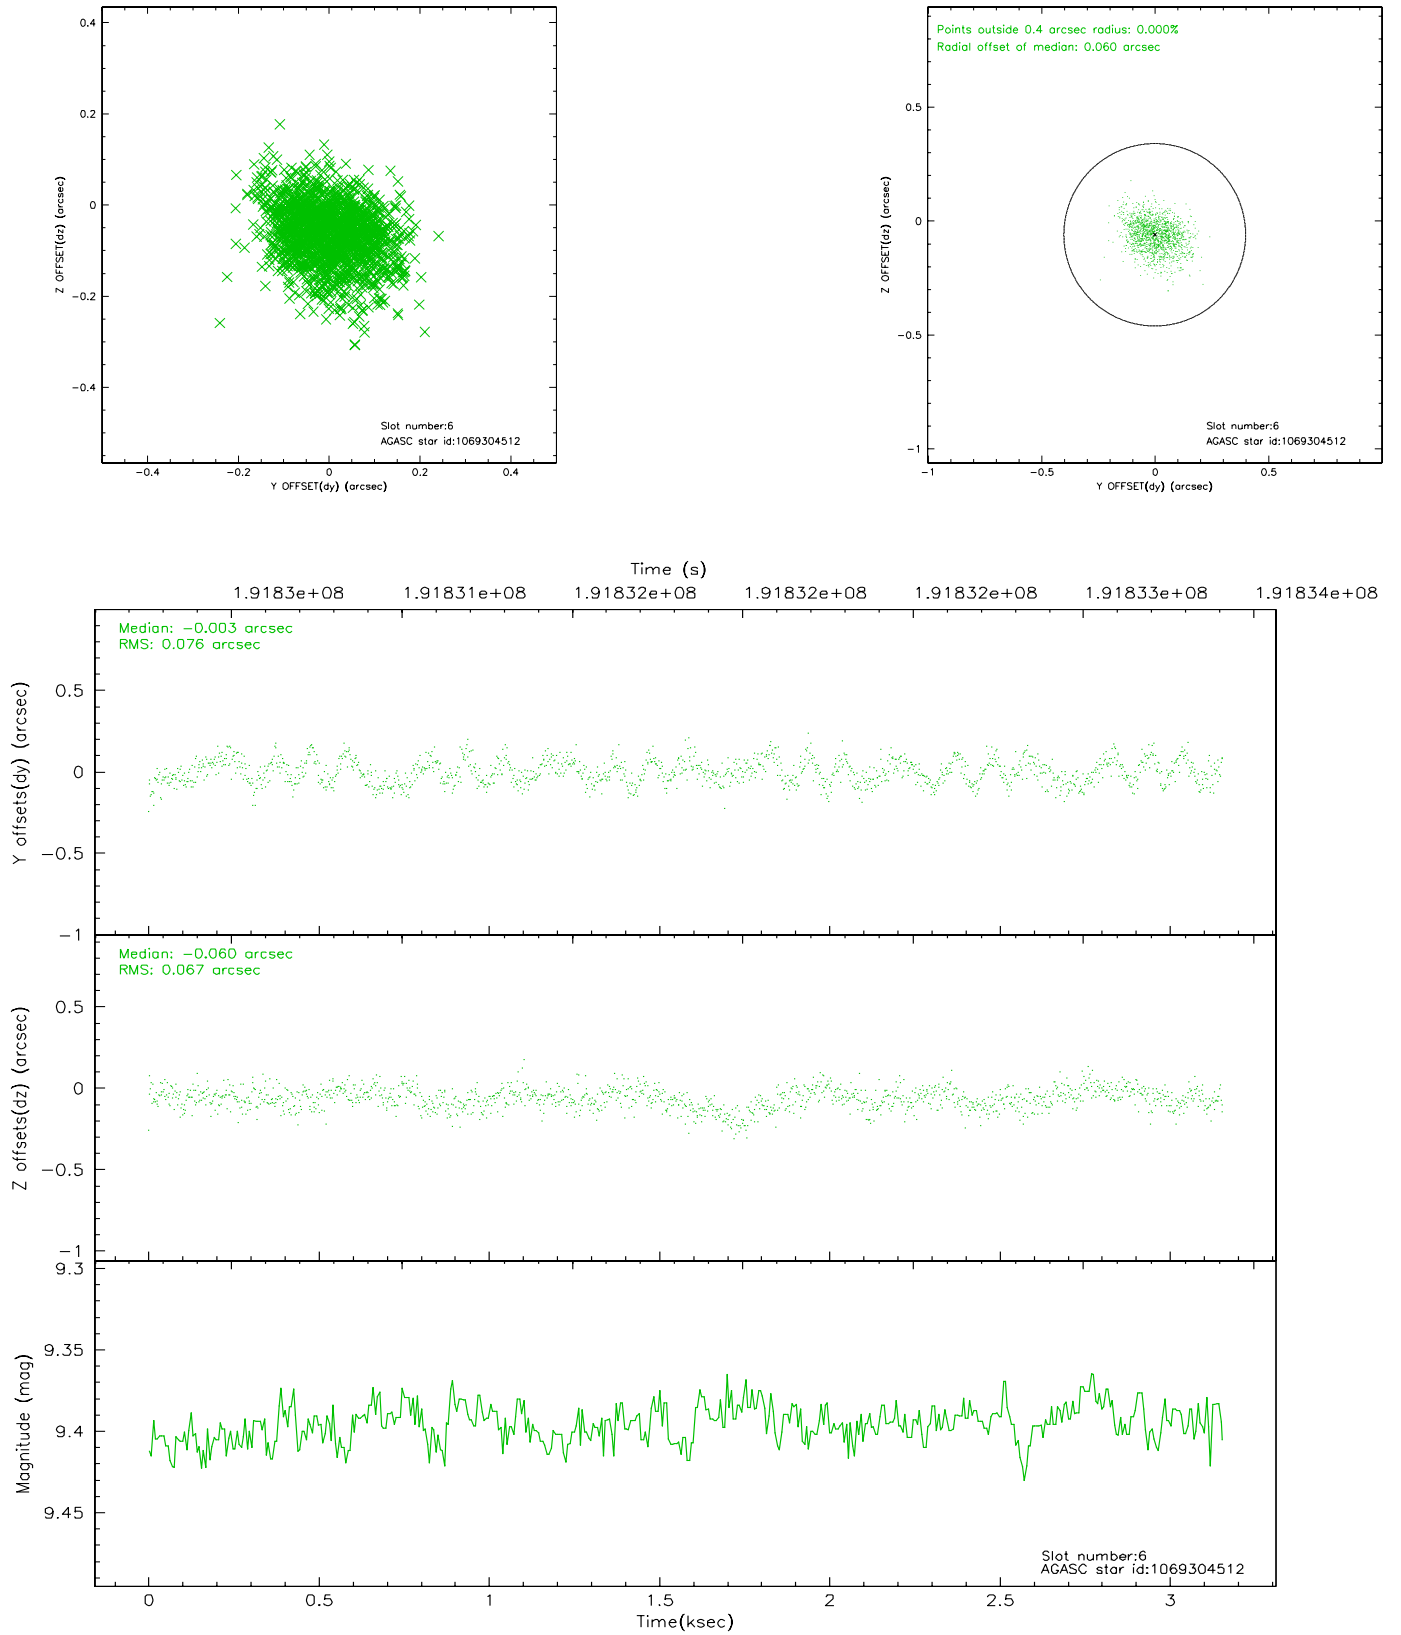 0.4
0.2
0
−0.2
−0.4
Z OFFSET(dz) (arcsec)
Slot number:6
AGASC star id:1069304512
−0.4 −0.2 0 0.2 0.4
Y OFFSET(dy) (arcsec)
Points outside 0.4 arcsec radius: 0.000%
Radial offset of median: 0.060 arcsec
0.5
0
−0.5
−1
Z OFFSET(dz) (arcsec)
Slot number:6
AGASC star id:1069304512
−1 −0.5 0 0.5
Y OFFSET(dy) (arcsec)
Time (s)
1.9183e+08 1.91831e+08 1.91832e+08 1.91832e+08 1.91832e+08 1.91833e+08 1.91834e+08
Median: −0.003 arcsec
RMS: 0.076 arcsec
0.5
0
−0.5
−1
Y offsets(dy) (arcsec)
Median: −0.060 arcsec
RMS: 0.067 arcsec
0.5
0
−0.5
−1
Z offsets(dz) (arcsec)
9.3
9.35
9.4
9.45
Magnitude (mag)
Slot number:6
AGASC star id:1069304512
0 0.5 1 1.5 2 2.5 3
Time(ksec)